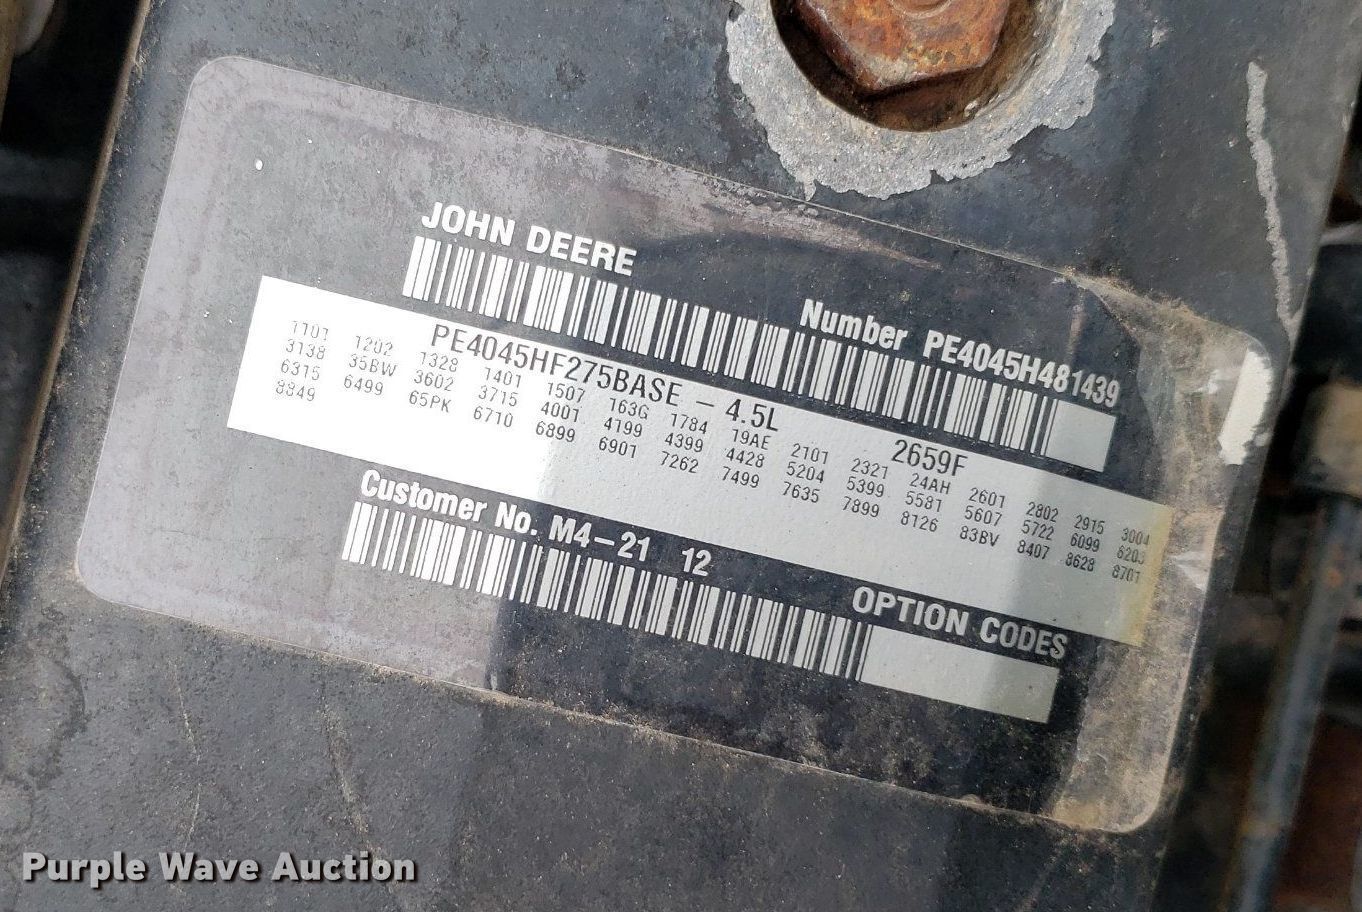 JOHN DEERE
Number PE4045H481439
PE4045HF275BASE - 4.5L 2659F
1101 1202 1328 1401 1507 163G 1784 19AE 2101 2321 24AH 2601 2802 2915 3004
3138 35BW 3602 3715 4001 4199 4399 4428 5204 5399 5581 5607 5722 6099 6203
6315 6499 65PK 6710 6899 6901 7262 7499 7635 7899 8126 83BV 8407 8628 8701
8849
Customer No. M4-21 12
OPTION CODES
Purple Wave Auction